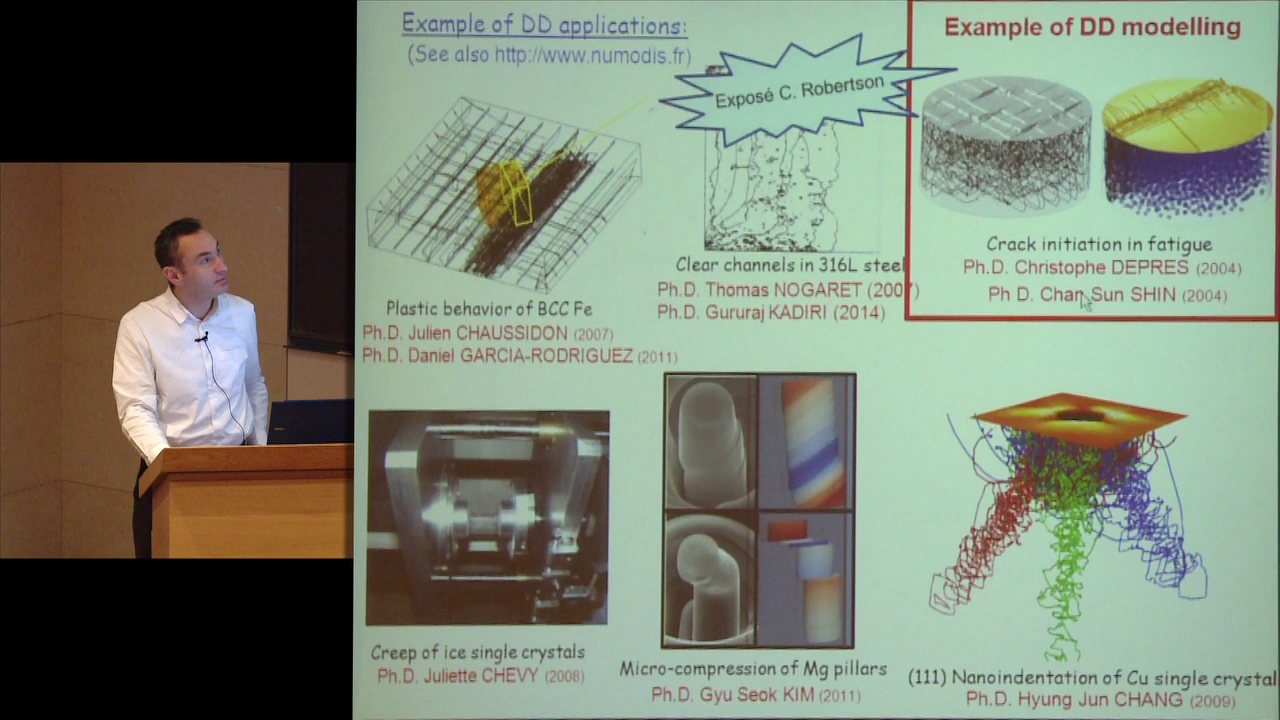 Example of DD applications:
(See also http://www.numodis.fr)
Exposé C. Robertson
Example of DD modelling
Plastic behavior of BCC Fe
Ph.D. Julien CHAUSSIDON (2007)
Ph.D. Daniel GARCIA-RODRIGUEZ (2011)
Clear channels in 316L steel
Ph.D. Thomas NOGARET (2007)
Ph.D. Gururaj KADIRI (2014)
Crack initiation in fatigue
Ph.D. Christophe DEPRES (2004)
Ph D. Chan Sun SHIN (2004)
Creep of ice single crystals
Ph.D. Juliette CHEVY (2008)
Micro-compression of Mg pillars
Ph.D. Gyu Seok KIM (2011)
(111) Nanoindentation of Cu single crystal
Ph.D. Hyung Jun CHANG (2009)